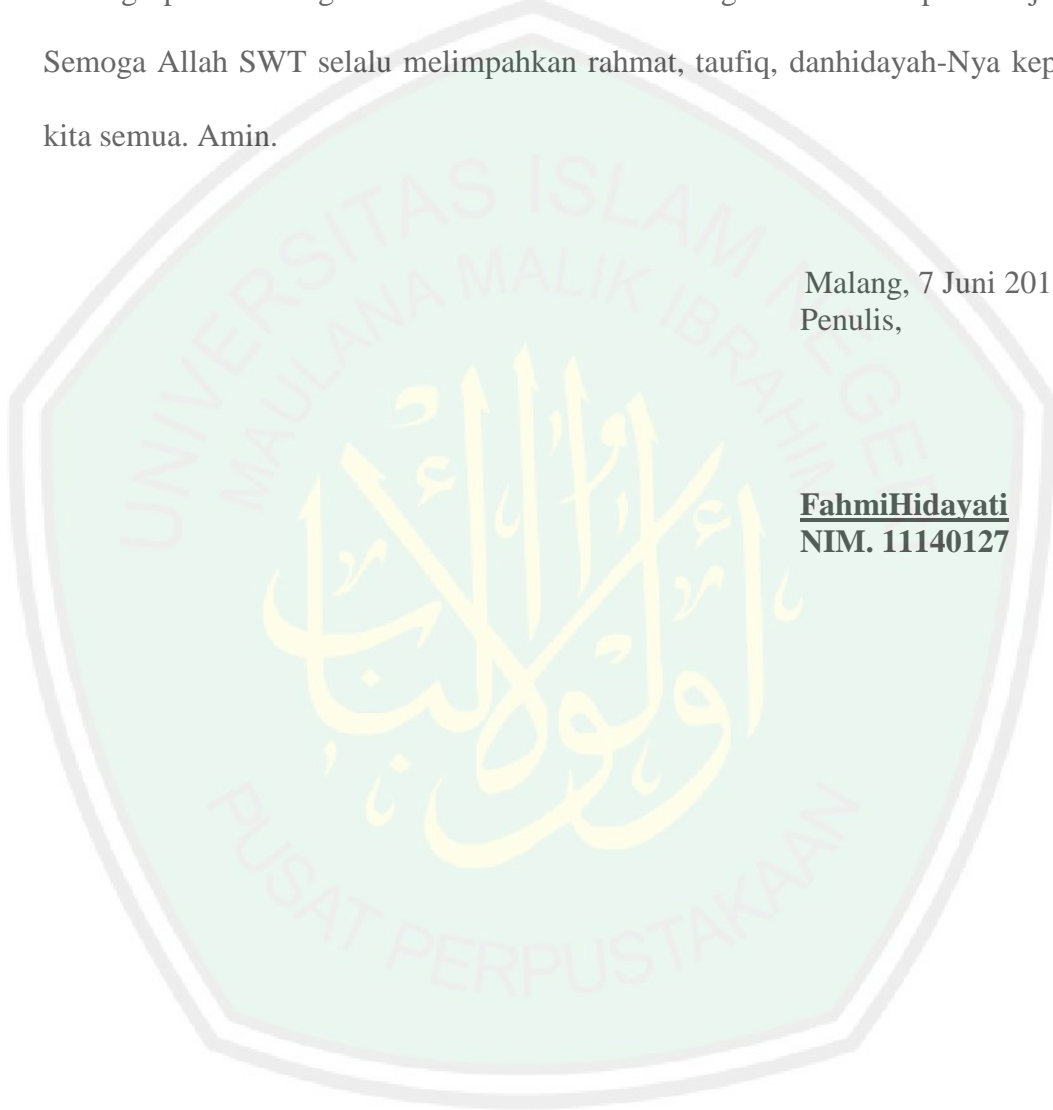 Semoga Allah SWT selalu melimpahkan rahmat, taufiq, danhidayah-Nya kep
kita semua. Amin.
Malang, 7 Juni 201
Penulis,
FahmiHidayati
NIM. 11140127
UNIVERSITAS ISLAM NEGERI
MAULANA MALIK IBRAHIM
PUSAT PERPUSTAKAAN